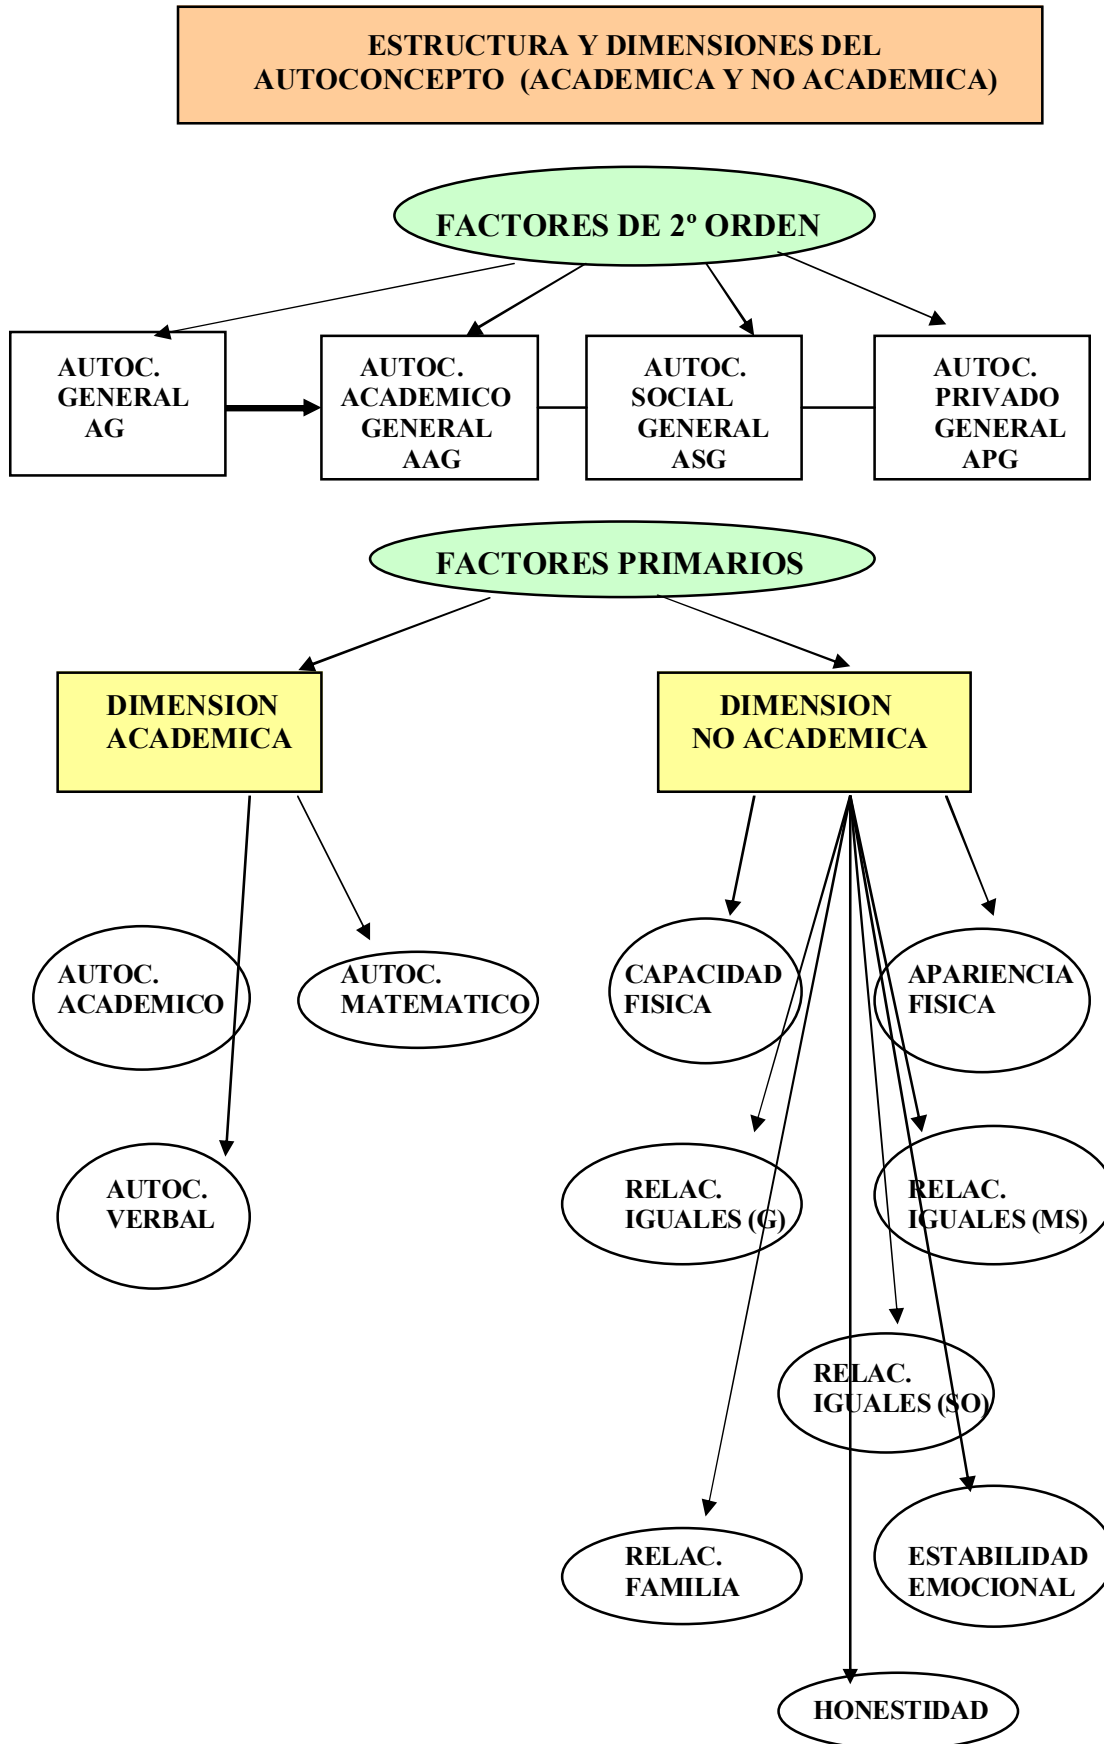 ESTRUCTURA Y DIMENSIONES DEL
AUTOCONCEPTO (ACADEMICA Y NO ACADEMICA)
FACTORES DE 2º ORDEN
AUTOC.
GENERAL
AG
AUTOC.
ACADEMICO
GENERAL
AAG
AUTOC.
SOCIAL
GENERAL
ASG
AUTOC.
PRIVADO
GENERAL
APG
FACTORES PRIMARIOS
DIMENSION
ACADEMICA
DIMENSION
NO ACADEMICA
AUTOC.
ACADEMICO
AUTOC.
MATEMATICO
CAPACIDAD
FISICA
APARIENCIA
FISICA
AUTOC.
VERBAL
RELAC.
IGUALES (G)
RELAC.
IGUALES (MS)
RELAC.
IGUALES (SO)
RELAC.
FAMILIA
ESTABILIDAD
EMOCIONAL
HONESTIDAD